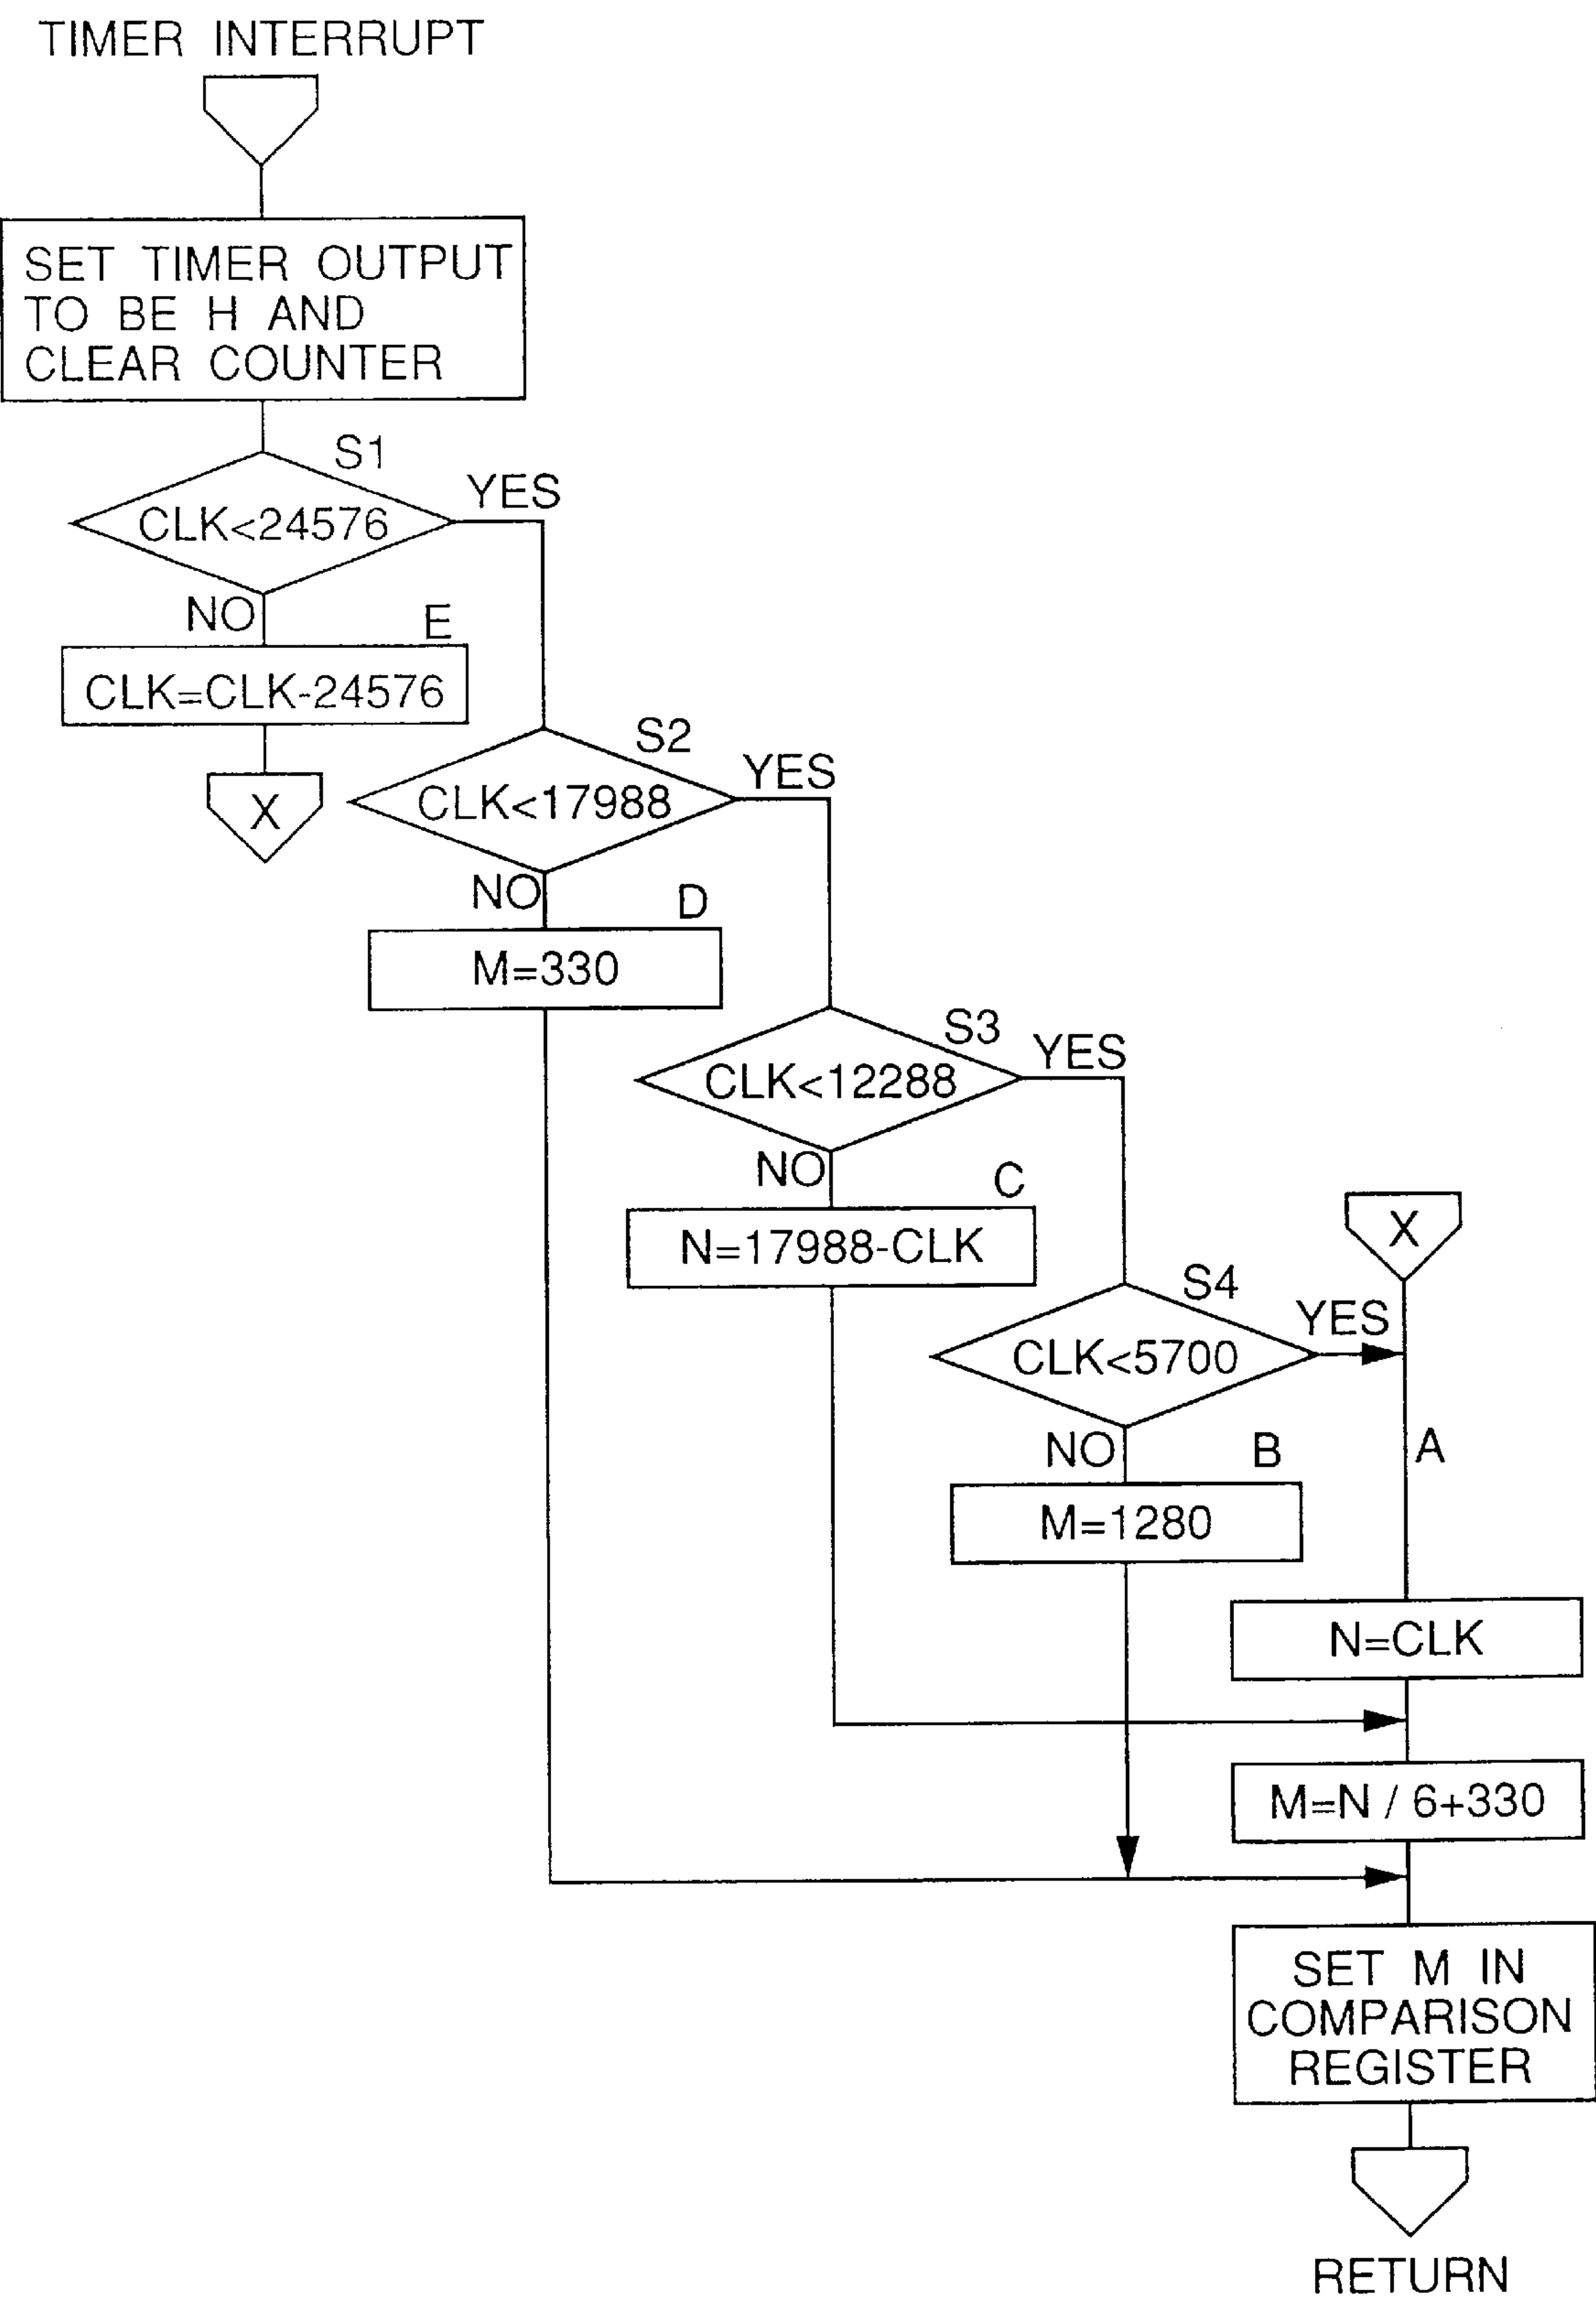 TIMER INTERRUPT
SET TIMER OUTPUT
TO BE H AND
CLEAR COUNTER
S1
CLK<24576
YES
NO
E
CLK=CLK-24576
X
S2
CLK<17988
YES
NO
D
M=330
S3
CLK<12288
YES
NO
C
N=17988-CLK
X
S4
CLK<5700
YES
NO
B
A
M=1280
N=CLK
M=N / 6+330
SET M IN
COMPARISON
REGISTER
RETURN